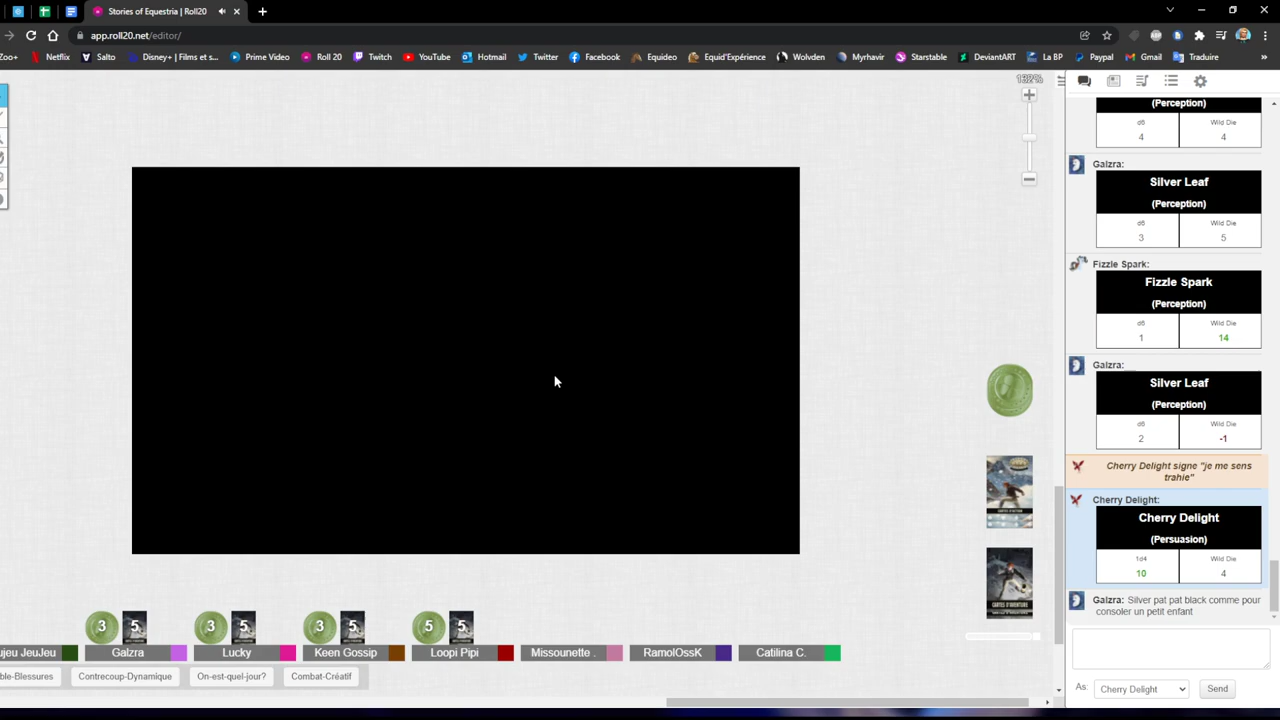 Stories of Equestria | Roll20
app.roll20.net/editor/
Zoo+ Netflix Salto Disney+ | Films et s... Prime Video Roll 20 Twitch YouTube Hotmail Twitter Facebook Equideo Equid'Expérience Wolvden Myrhavir Starstable DeviantART La BP Paypal Gmail Traduire »
132%
(Perception)
d6 Wild Die
4 4
Galzra:
Silver Leaf
(Perception)
d6 Wild Die
3 5
Fizzle Spark:
Fizzle Spark
(Perception)
d6 Wild Die
1 14
Galzra:
Silver Leaf
(Perception)
d6 Wild Die
2 -1
Cherry Delight signe "je me sens
trahie"
Cherry Delight:
Cherry Delight
(Persuasion)
1d4 Wild Die
10 4
Galzra: Silver pat pat black comme pour
consoler un petit enfant
As: Cherry Delight Send
3 5 3 5 3 5 5 5
ujeu JeuJeu Galzra Lucky Keen Gossip Loopi Pipi Missounette . RamolOssK Catilina C.
ble-Blessures Contrecoup-Dynamique On-est-quel-jour? Combat-Créatif